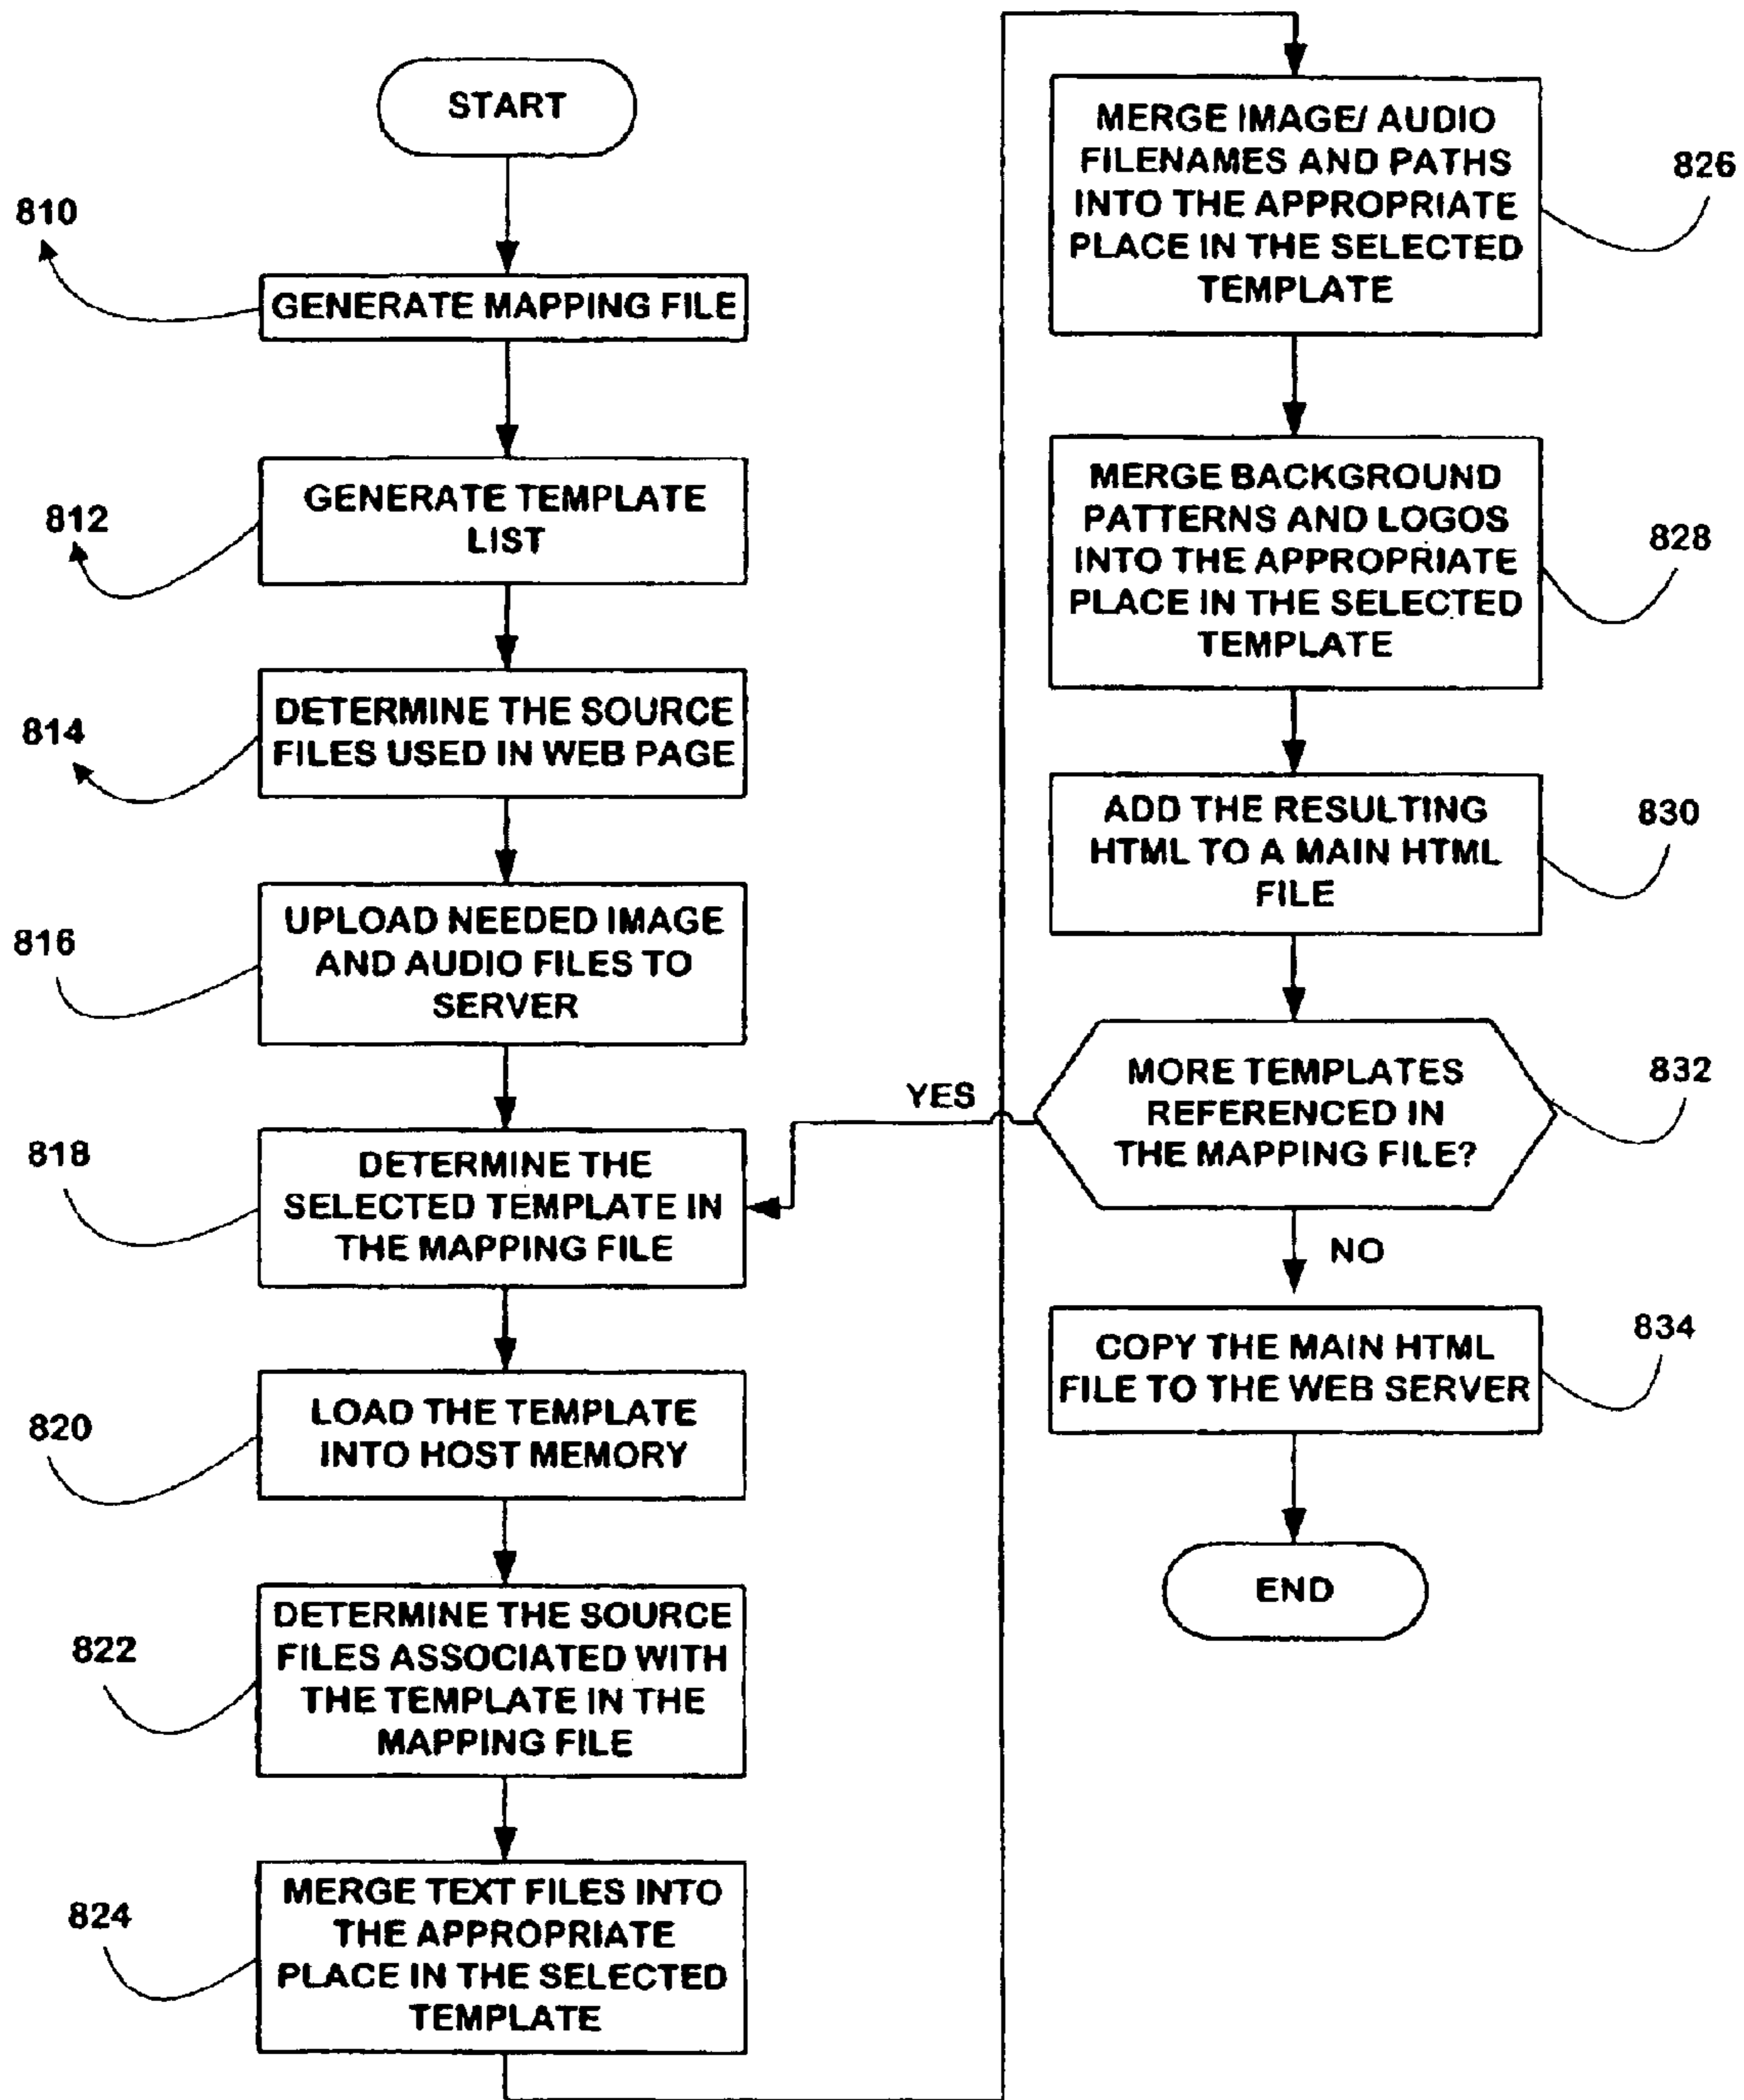 START
810
GENERATE MAPPING FILE
812
GENERATE TEMPLATE
LIST
814
DETERMINE THE SOURCE
FILES USED IN WEB PAGE
816
UPLOAD NEEDED IMAGE
AND AUDIO FILES TO
SERVER
818
DETERMINE THE
SELECTED TEMPLATE IN
THE MAPPING FILE
820
LOAD THE TEMPLATE
INTO HOST MEMORY
822
DETERMINE THE SOURCE
FILES ASSOCIATED WITH
THE TEMPLATE IN THE
MAPPING FILE
824
MERGE TEXT FILES INTO
THE APPROPRIATE
PLACE IN THE SELECTED
TEMPLATE
MERGE IMAGE/ AUDIO
FILENAMES AND PATHS
INTO THE APPROPRIATE
PLACE IN THE SELECTED
TEMPLATE
826
MERGE BACKGROUND
PATTERNS AND LOGOS
INTO THE APPROPRIATE
PLACE IN THE SELECTED
TEMPLATE
828
ADD THE RESULTING
HTML TO A MAIN HTML
FILE
830
MORE TEMPLATES
REFERENCED IN
THE MAPPING FILE?
832
YES
NO
COPY THE MAIN HTML
FILE TO THE WEB SERVER
834
END